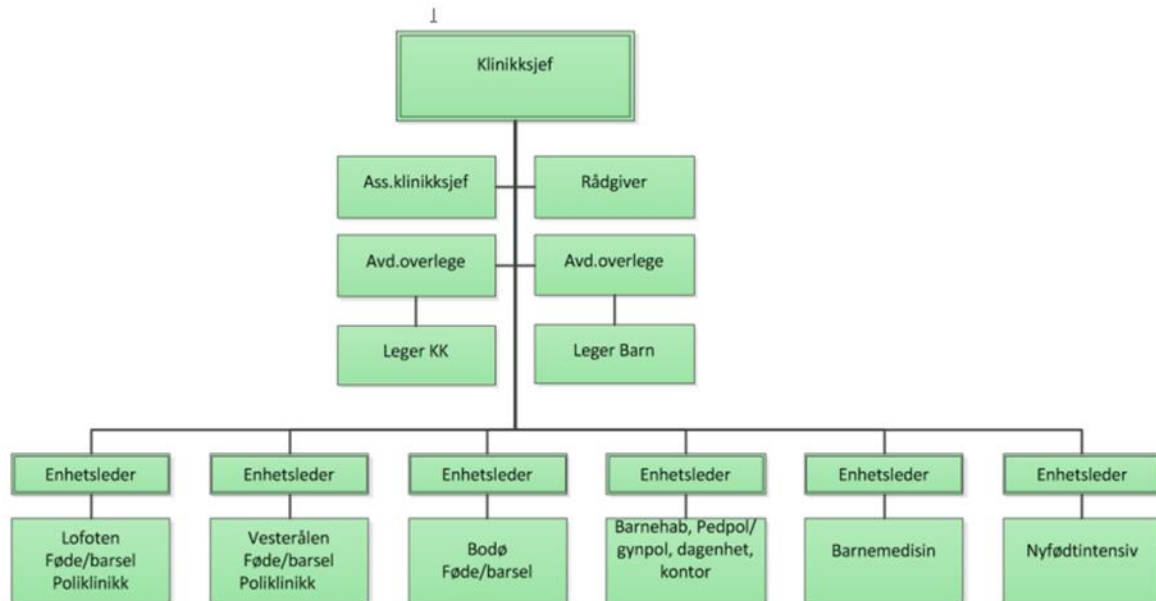 Klinikksjef
Ass.klinikksjef
Rådgiver
Avd.overlege
Avd.overlege
Leger KK
Leger Barn
Enhetsleder
Enhetsleder
Enhetsleder
Enhetsleder
Enhetsleder
Enhetsleder
Lofoten
Føde/barsel
Poliklinikk
Vesterålen
Føde/barsel
Poliklinikk
Bodø
Føde/barsel
Barnehab, Pedpol/
gynpol, dagenhet,
kontor
Barnemedisin
Nyfødtintensiv